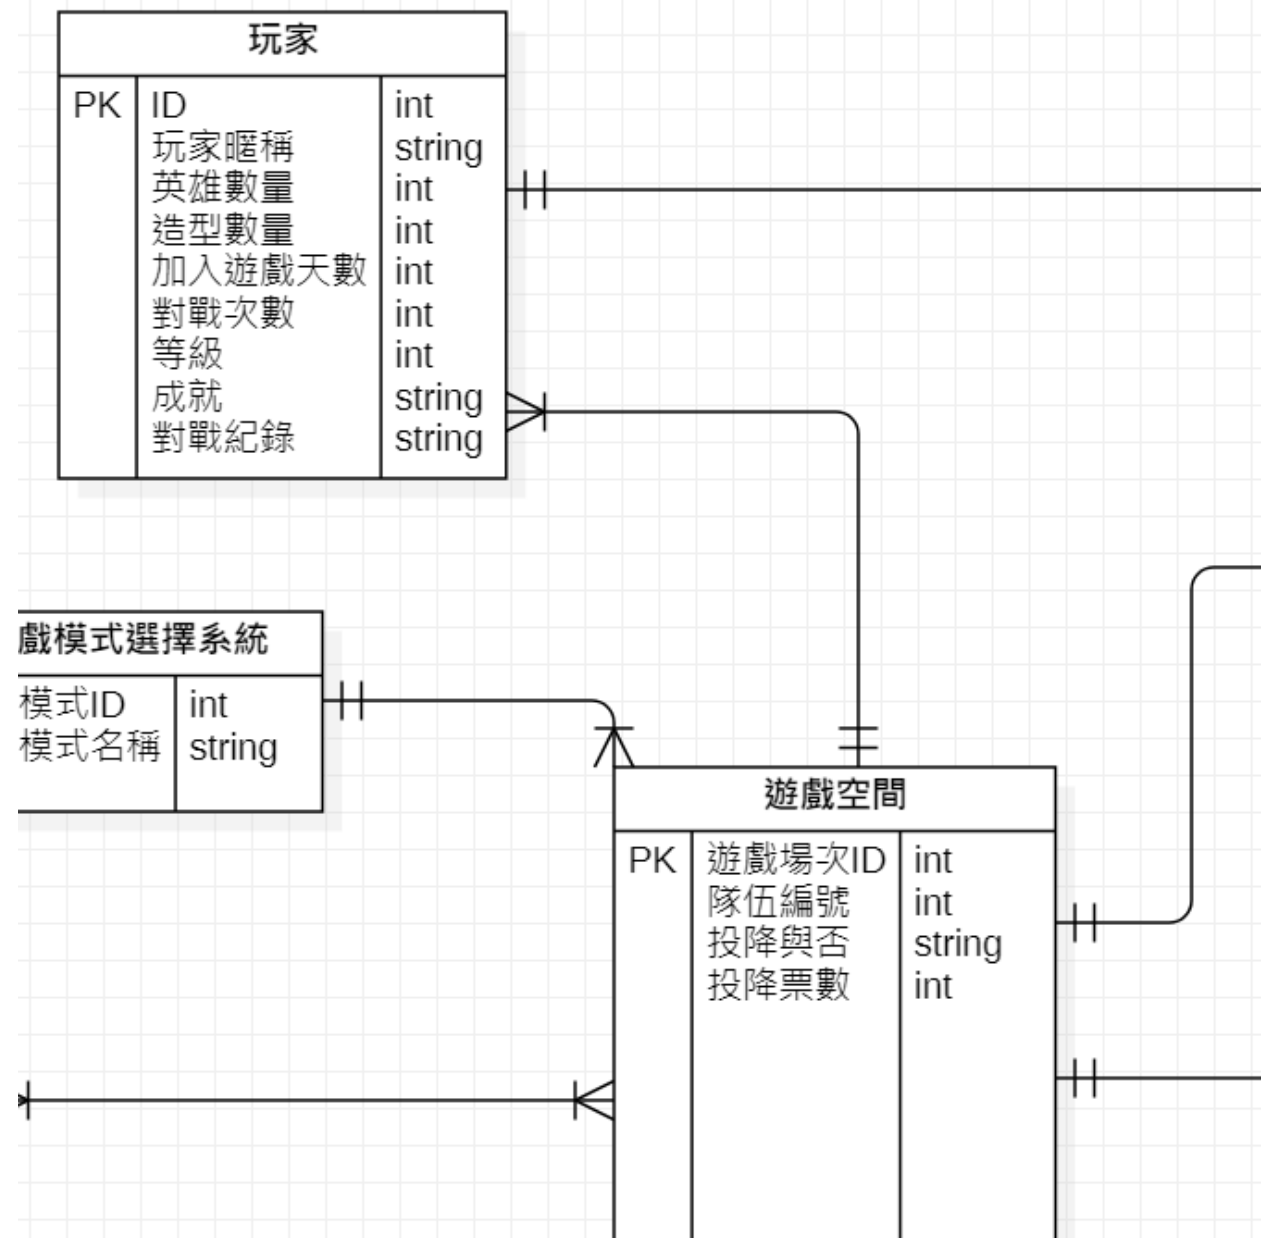 玩家
PK ID int
玩家暱稱 string
英雄數量 int
造型數量 int
加入遊戲天數 int
對戰次數 int
等級 int
成就 string
對戰紀錄 string
戲模式選擇系統
模式ID int
模式名稱 string
遊戲空間
PK 遊戲場次ID int
隊伍編號 int
投降與否 string
投降票數 int